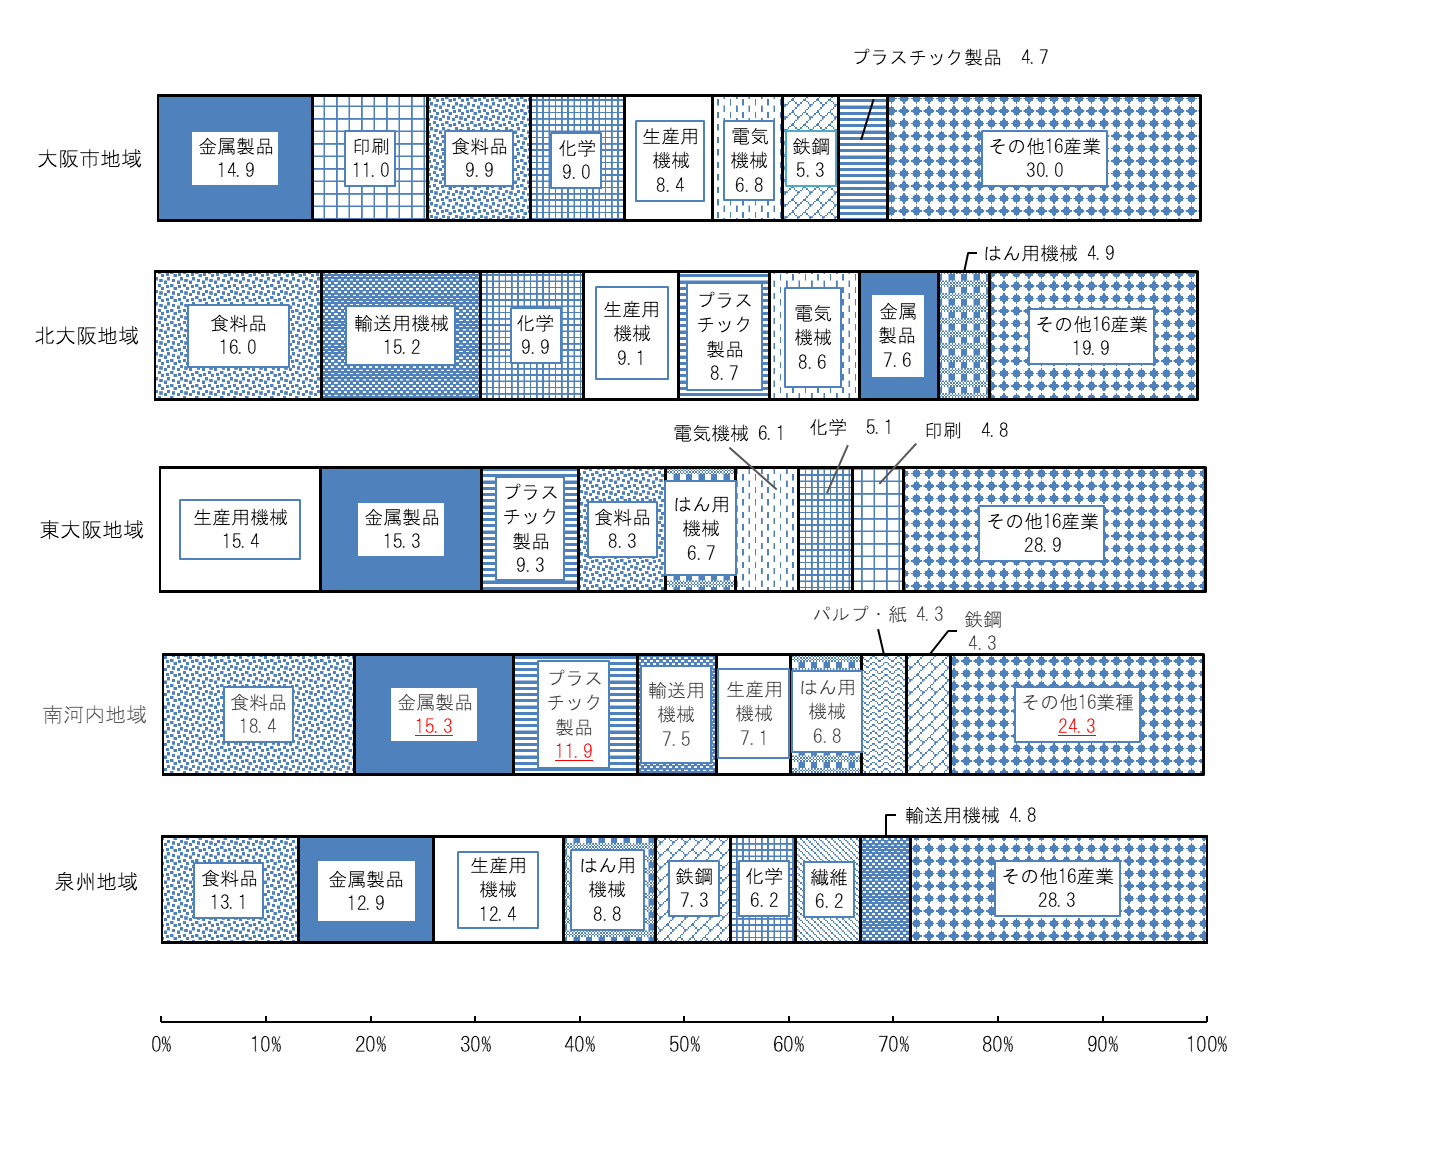 プラスチック製品 4.7
大阪市地域
金属製品
14.9
印刷
11.0
食料品
9.9
化学
9.0
生産用
機械
8.4
電気
機械
6.8
鉄鋼
5.3
その他16産業
30.0
はん用機械 4.9
北大阪地域
食料品
16.0
輸送用機械
15.2
化学
9.9
生産用
機械
9.1
プラス
チック
製品
8.7
電気
機械
8.6
金属
製品
7.6
その他16産業
19.9
電気機械 6.1
化学 5.1
印刷 4.8
東大阪地域
生産用機械
15.4
金属製品
15.3
プラス
チック
製品
9.3
食料品
8.3
はん用
機械
6.7
その他16産業
28.9
パルプ・紙 4.3
鉄鋼
4.3
南河内地域
食料品
18.4
金属製品
15.3
プラス
チック
製品
11.9
輸送用
機械
7.5
生産用
機械
7.1
はん用
機械
6.8
その他16業種
24.3
輸送用機械 4.8
泉州地域
食料品
13.1
金属製品
12.9
生産用
機械
12.4
はん用
機械
8.8
鉄鋼
7.3
化学
6.2
繊維
6.2
その他16産業
28.3
0% 10% 20% 30% 40% 50% 60% 70% 80% 90% 100%